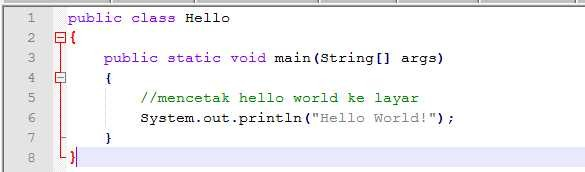 1 public class Hello
2 {
3 public static void main(String[] args)
4 {
5 //mencetak hello world ke layar
6 System.out.println("Hello World!");
7 }
8 }